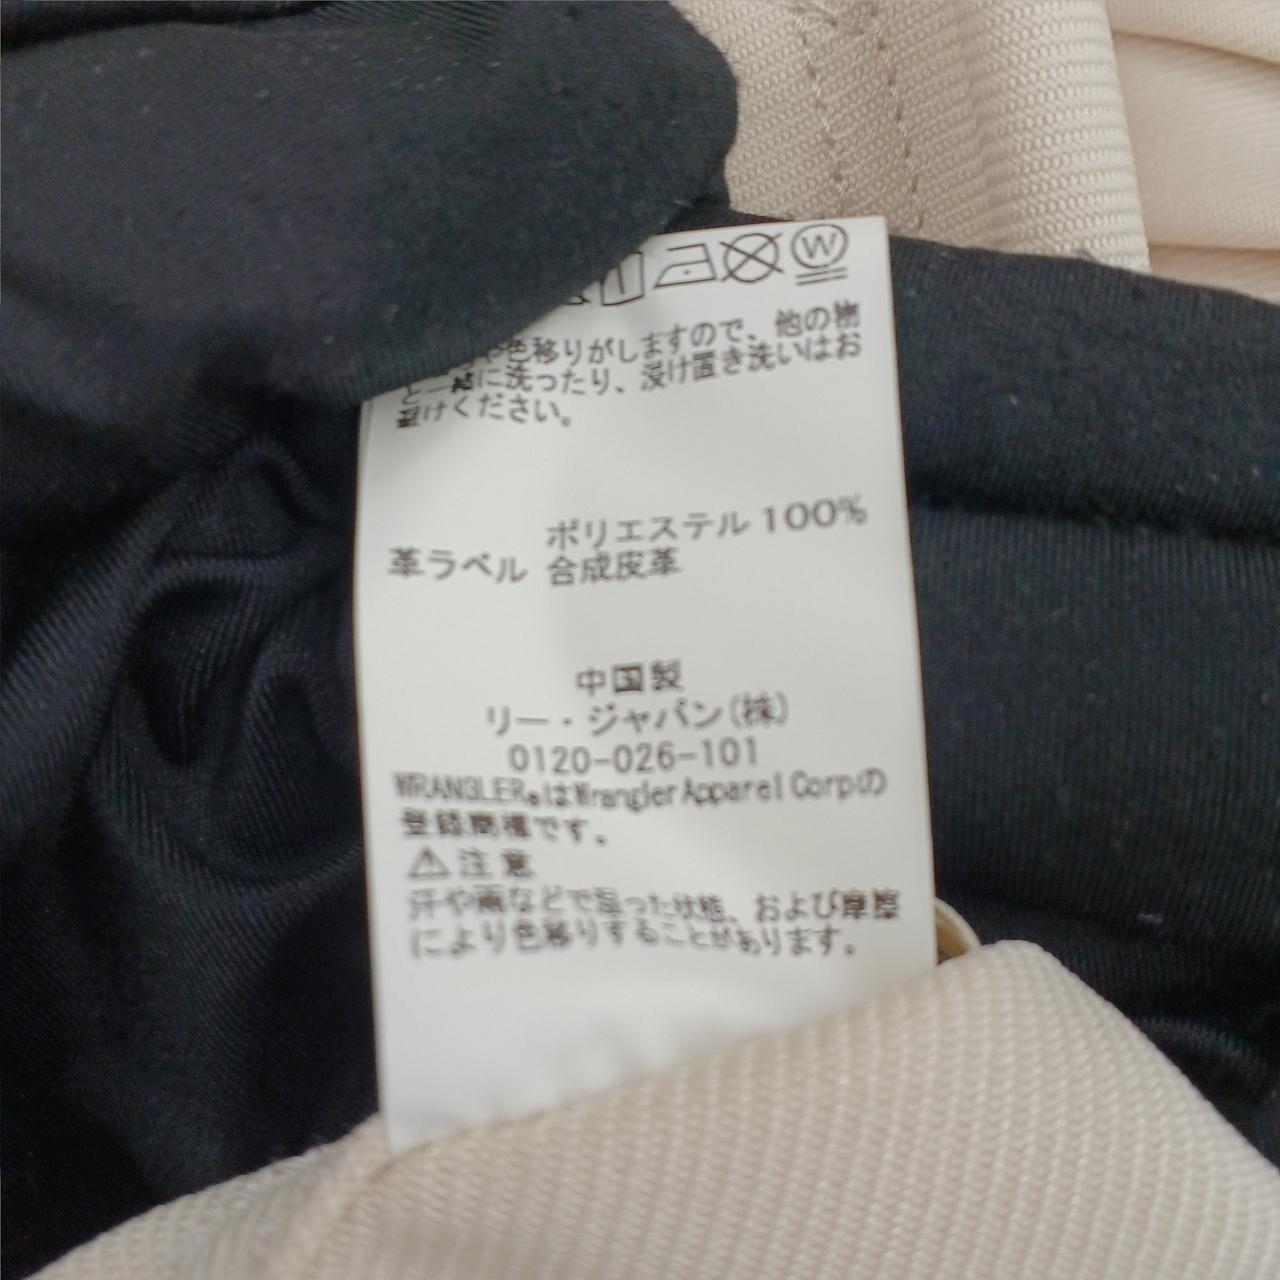 色移りがしますので、他の物
と一緒に洗ったり、浸け置き洗いはお
避けください。
ポリエステル 100%
革ラベル 合成皮革
中国製
リー・ジャパン(株)
0120-026-101
WRANGLER®はWrangler Apparel Corpの
登録商標です。
⚠注意
汗や雨などで湿った状態、および摩擦
により色移りすることがあります。